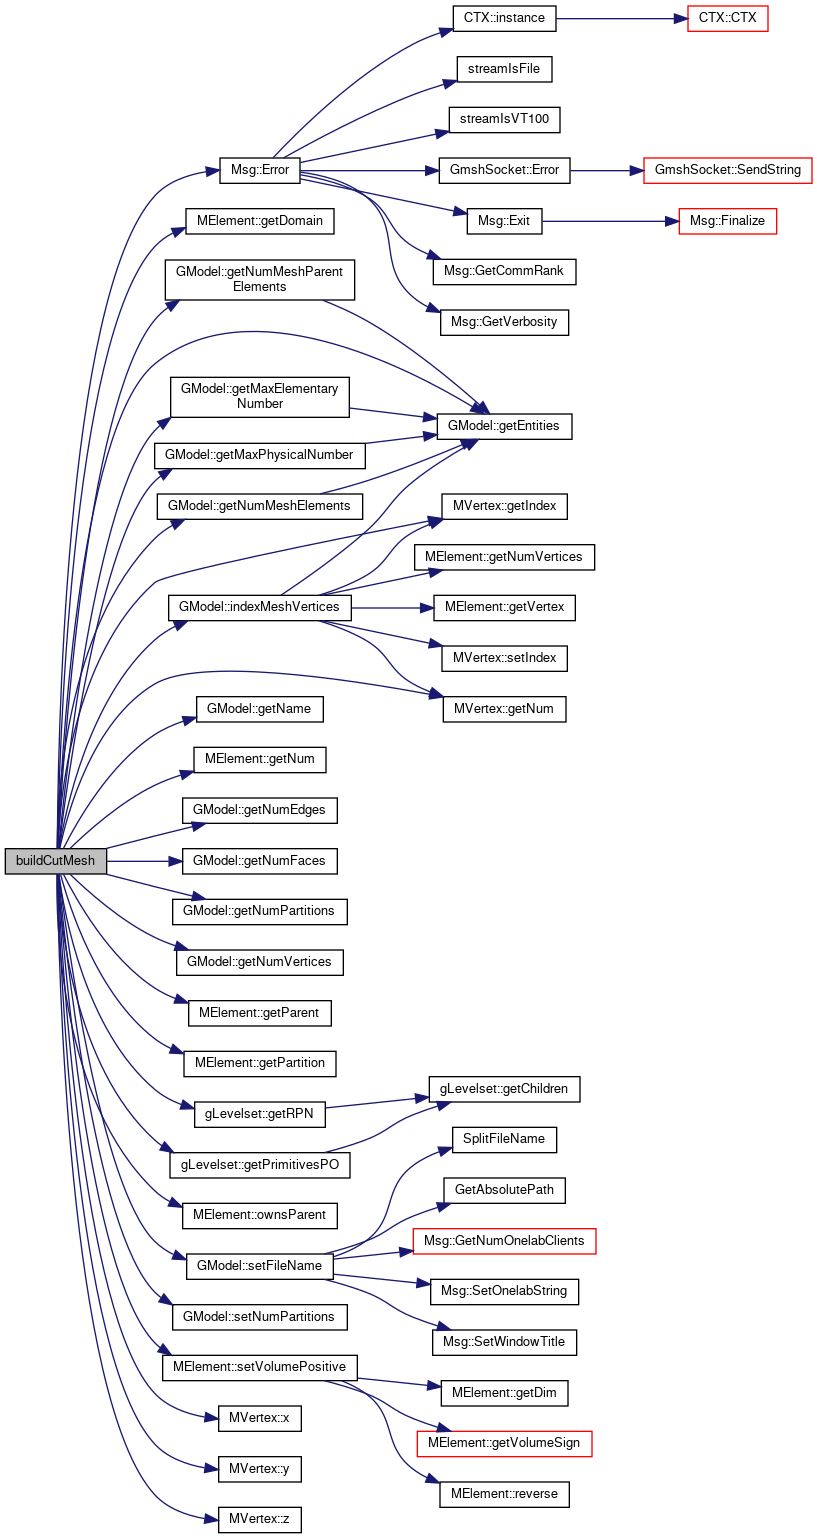 CTX::instance
CTX::CTX
streamIsFile
streamIsVT100
Msg::Error
GmshSocket::Error
GmshSocket::SendString
MElement::getDomain
Msg::Exit
Msg::Finalize
GModel::getNumMeshParent
Elements
Msg::GetCommRank
Msg::GetVerbosity
GModel::getMaxElementary
Number
GModel::getEntities
GModel::getMaxPhysicalNumber
GModel::getNumMeshElements
MVertex::getIndex
MElement::getNumVertices
GModel::indexMeshVertices
MElement::getVertex
MVertex::setIndex
GModel::getName
MVertex::getNum
MElement::getNum
GModel::getNumEdges
buildCutMesh
GModel::getNumFaces
GModel::getNumPartitions
GModel::getNumVertices
MElement::getParent
MElement::getPartition
gLevelset::getChildren
gLevelset::getRPN
SplitFileName
gLevelset::getPrimitivesPO
GetAbsolutePath
MElement::ownsParent
Msg::GetNumOnelabClients
GModel::setFileName
Msg::SetOnelabString
GModel::setNumPartitions
Msg::SetWindowTitle
MElement::setVolumePositive
MElement::getDim
MVertex::x
MElement::getVolumeSign
MVertex::y
MElement::reverse
MVertex::z